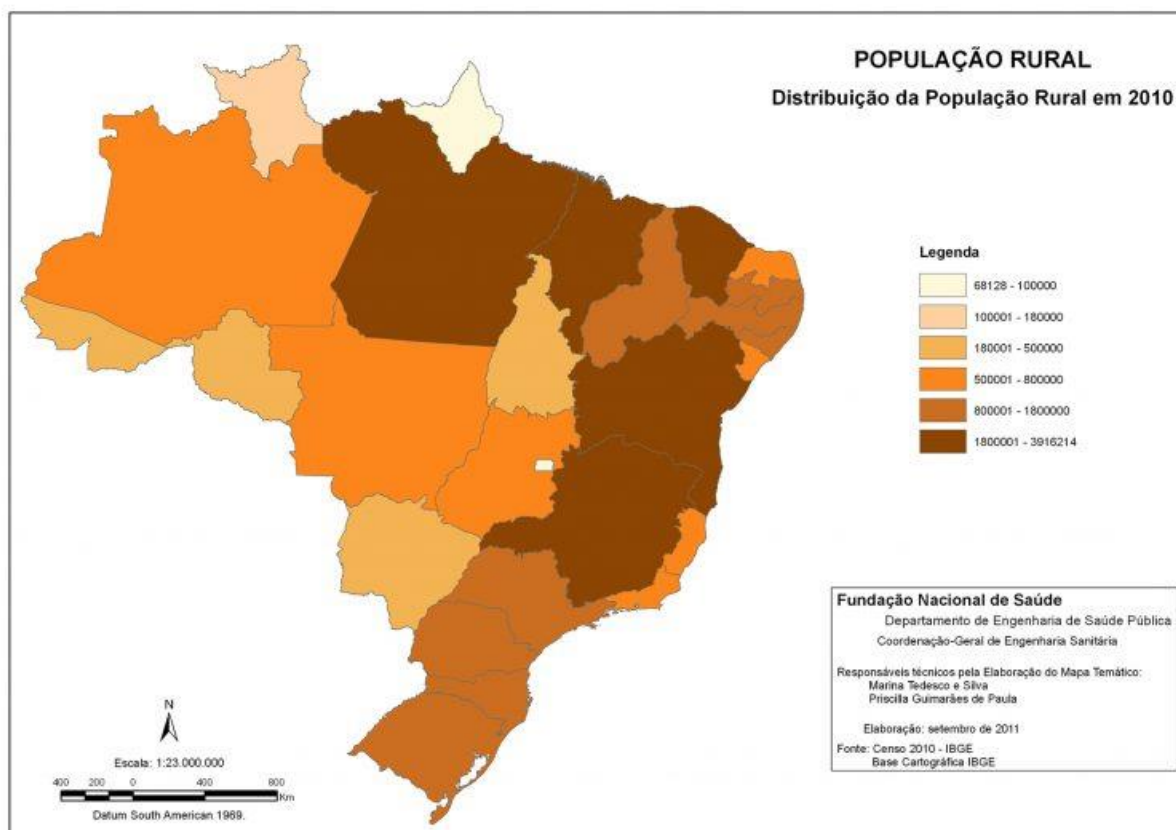 POPULAÇÃO RURAL
Distribuição da População Rural em 2010
Legenda
68128 - 100000
100001 - 180000
180001 - 500000
500001 - 800000
800001 - 1800000
1800001 - 3916214
Fundação Nacional de Saúde
Departamento de Engenharia de Saúde Pública
Coordenação-Geral de Engenharia Sanitária
Responsáveis técnicos pela Elaboração do Mapa Temático:
Marina Tedesco e Silva
Priscilla Guimarães de Paula
Elaboração: setembro de 2011
Fonte: Censo 2010 - IBGE
Base Cartográfica IBGE
N
Escala: 1:23.000.000
400 200 0 400 800
Km
Datum South American 1969.